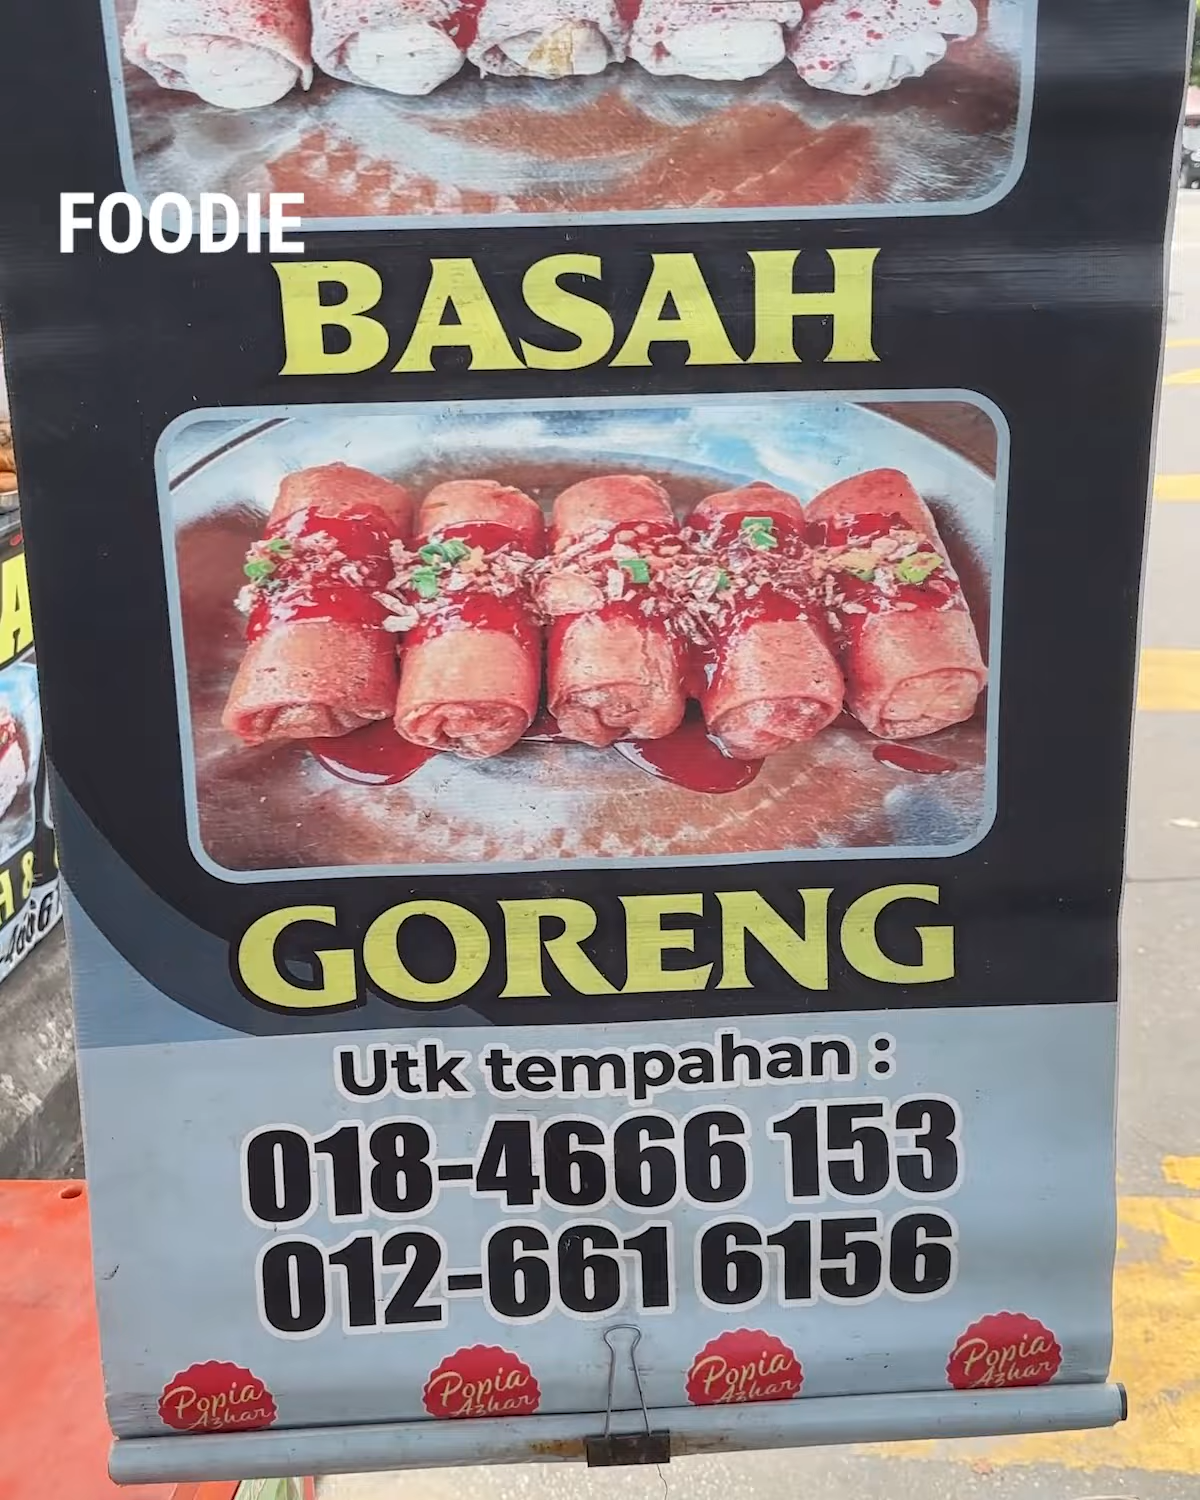 FOODIE
BASAH
GORENG
Utk tempahan :
018-4666 153
012-661 6156
Popia
Azhar
Popia
Azhar
Popia
Azhar
Popia
Azhar